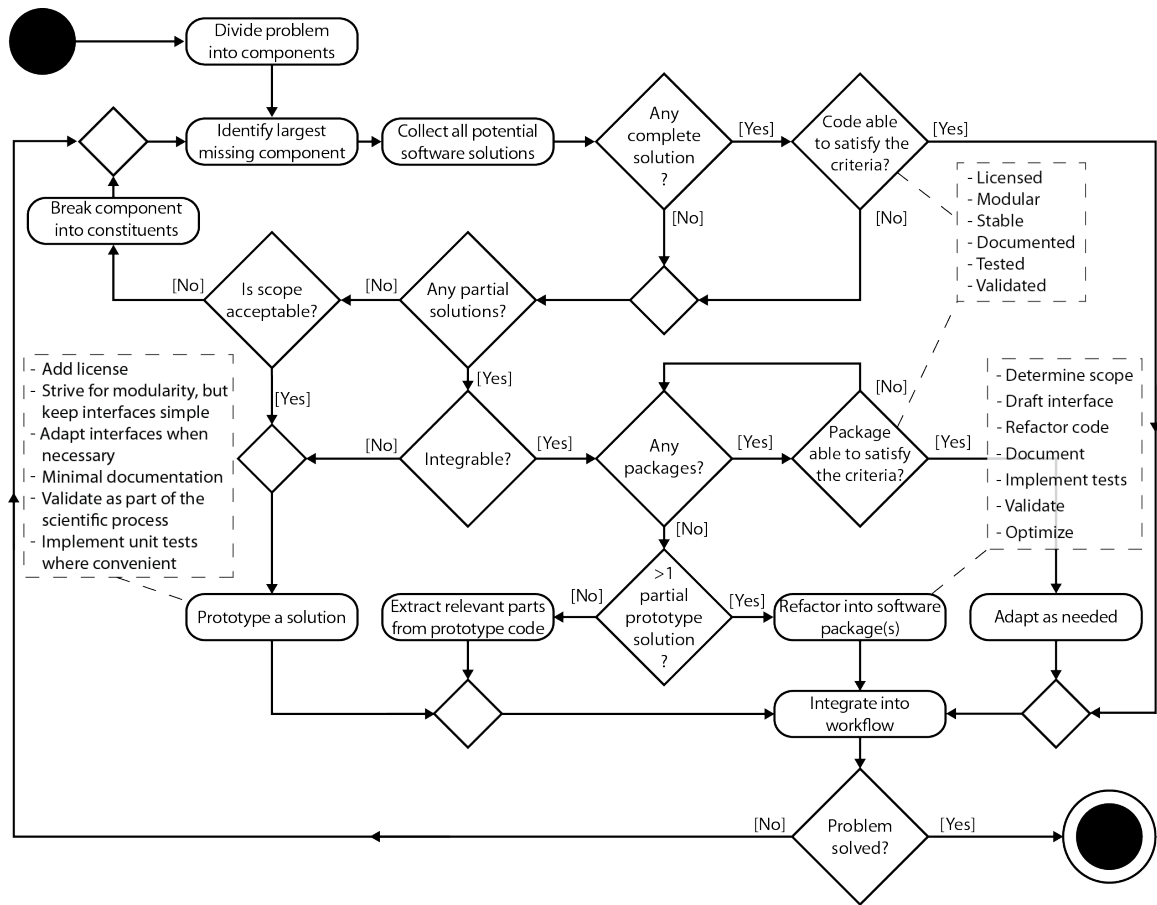 Divide problem
into components
Identify largest
missing component
Collect all potential
software solutions
Any
complete
solution
?
[Yes]
Code able
to satisfy the
criteria?
[Yes]
- Licensed
- Modular
- Stable
- Documented
- Tested
- Validated
[No]
[No]
Break component
into constituents
[No]
Is scope
acceptable?
[No]
Any partial
solutions?
[Yes]
[Yes]
- Add license
- Strive for modularity, but
keep interfaces simple
- Adapt interfaces when
necessary
- Minimal documentation
- Validate as part of the
scientific process
- Implement unit tests
where convenient
[No]
Integrable?
[Yes]
Any
packages?
[Yes]
[No]
Package
able to satisfy
the criteria?
[Yes]
- Determine scope
- Draft interface
- Refactor code
- Document
- Implement tests
- Validate
- Optimize
[No]
Prototype a solution
Extract relevant parts
from prototype code
[No]
>1
partial
prototype
solution
?
[Yes]
Refactor into software
package(s)
Adapt as needed
Integrate into
workflow
[No]
Problem
solved?
[Yes]